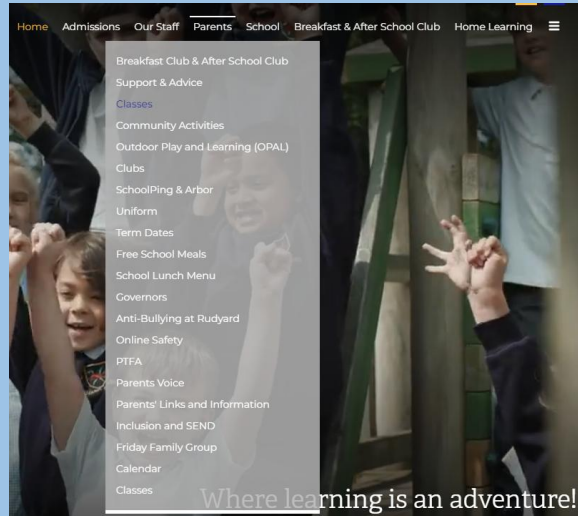 Home Admissions Our Staff Parents School Breakfast & After School Club Home Learning
Breakfast Club & After School Club
Support & Advice
Classes
Community Activities
Outdoor Play and Learning (OPAL)
Clubs
SchoolPing & Arbor
Uniform
Term Dates
Free School Meals
School Lunch Menu
Governors
Anti-Bullying at Rudyard
Online Safety
PTFA
Parents Voice
Parents' Links and Information
Inclusion and SEND
Friday Family Group
Calendar
Classes
Where learning is an adventure!